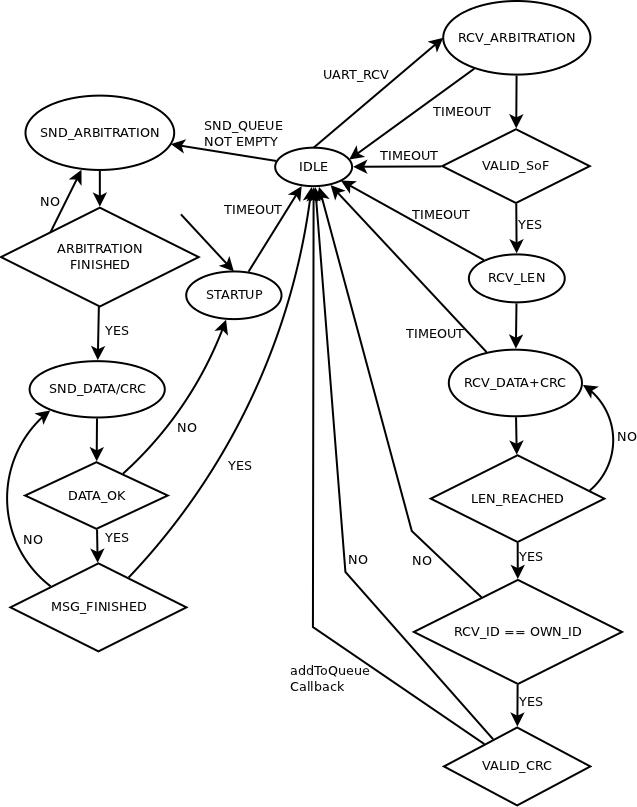 RCV_ARBITRATION
UART_RCV
TIMEOUT
SND_QUEUE
NOT EMPTY
SND_ARBITRATION
IDLE
TIMEOUT
VALID_SoF
NO
TIMEOUT
TIMEOUT
YES
ARBITRATION
FINISHED
STARTUP
RCV_LEN
YES
TIMEOUT
SND_DATA/CRC
RCV_DATA+CRC
NO
NO
YES
DATA_OK
LEN_REACHED
YES
NO
NO
NO
YES
MSG_FINISHED
RCV_ID == OWN_ID
addToQueue
Callback
YES
VALID_CRC